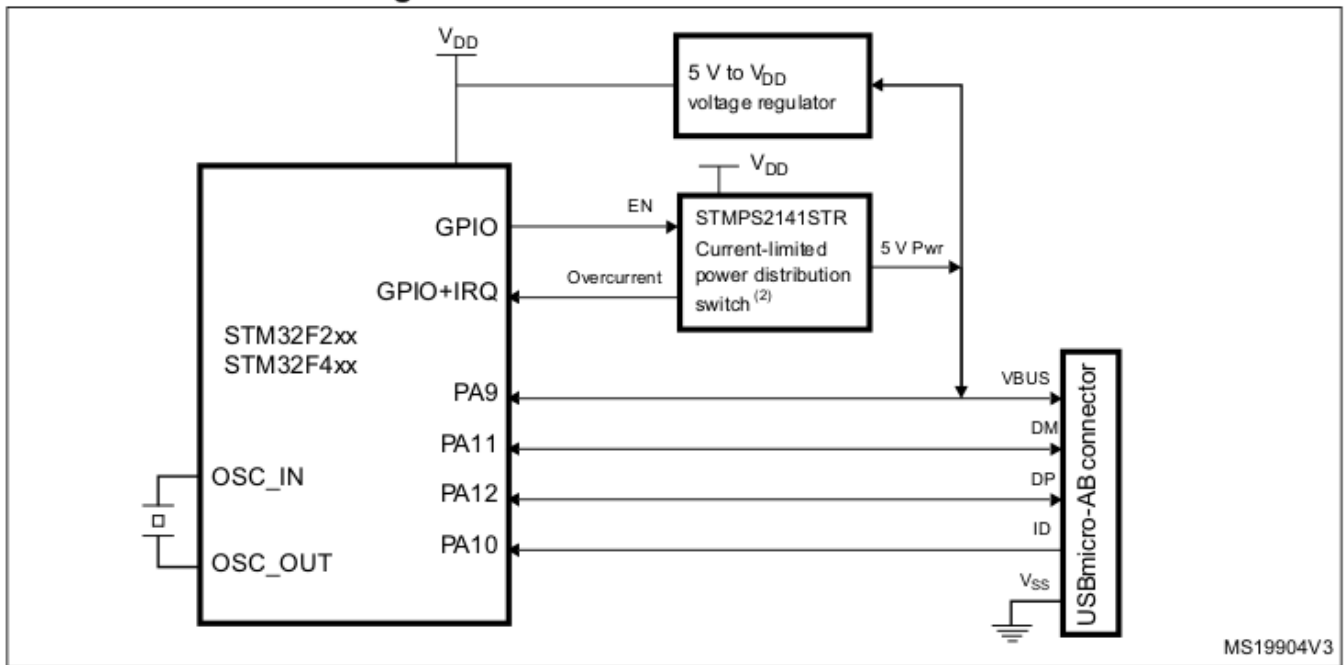 V_DD
5 V to V_DD
voltage regulator
V_DD
EN
STMPS2141STR
GPIO
Current-limited
5 V Pwr
power distribution
Overcurrent
switch (2)
GPIO+IRQ
STM32F2xx
STM32F4xx
VBUS
PA9
DM
PA11
OSC_IN
DP
PA12
ID
PA10
OSC_OUT
V_SS
USBmicro-AB connector
MS19904V3